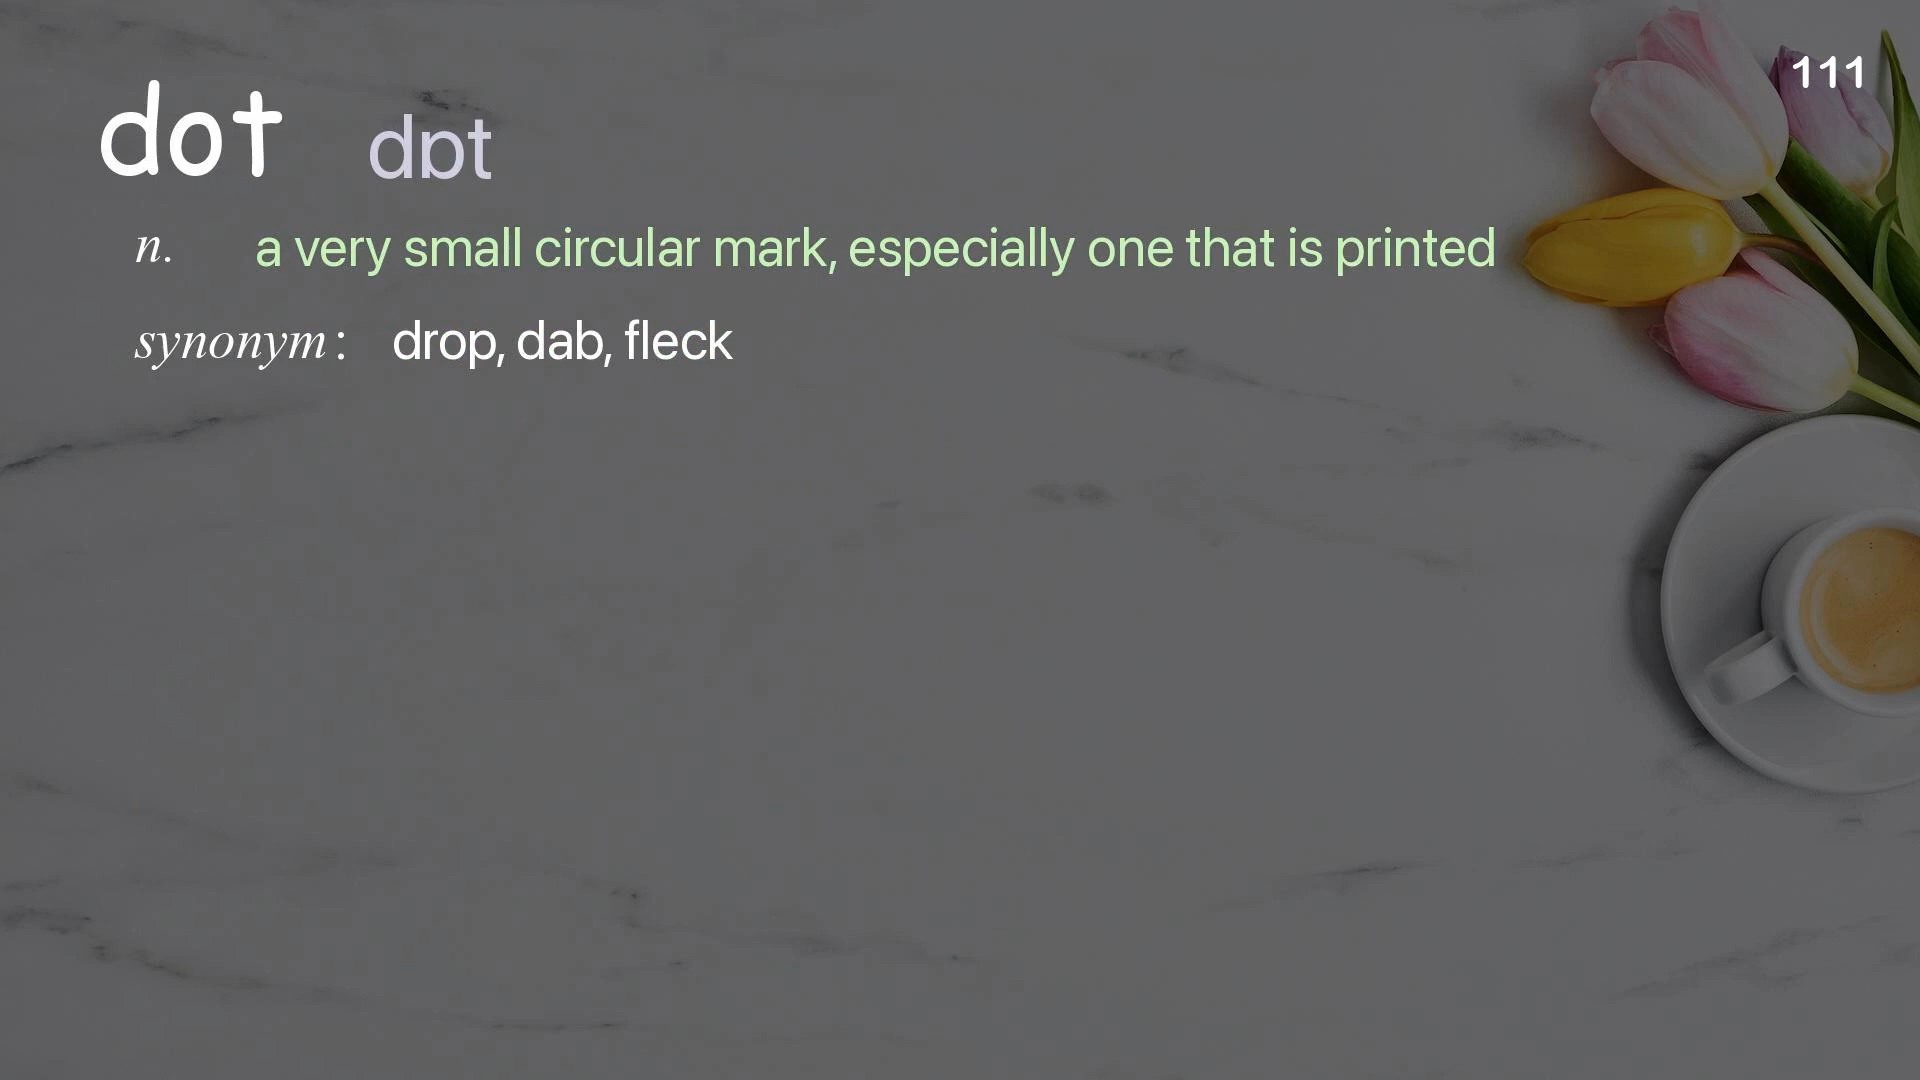 111
dot dɒt
n. a very small circular mark, especially one that is printed
synonym : drop, dab, fleck